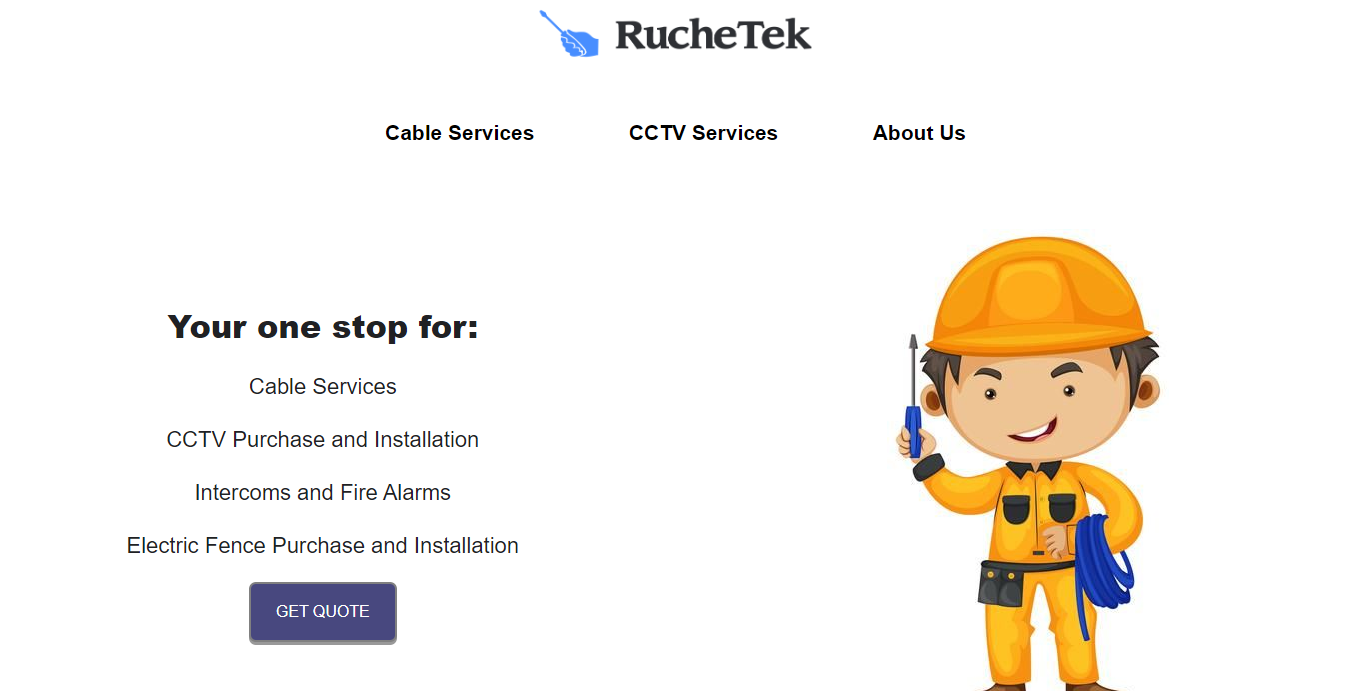 RucheTek
Cable Services CCTV Services About Us
Your one stop for:
Cable Services
CCTV Purchase and Installation
Intercoms and Fire Alarms
Electric Fence Purchase and Installation
GET QUOTE